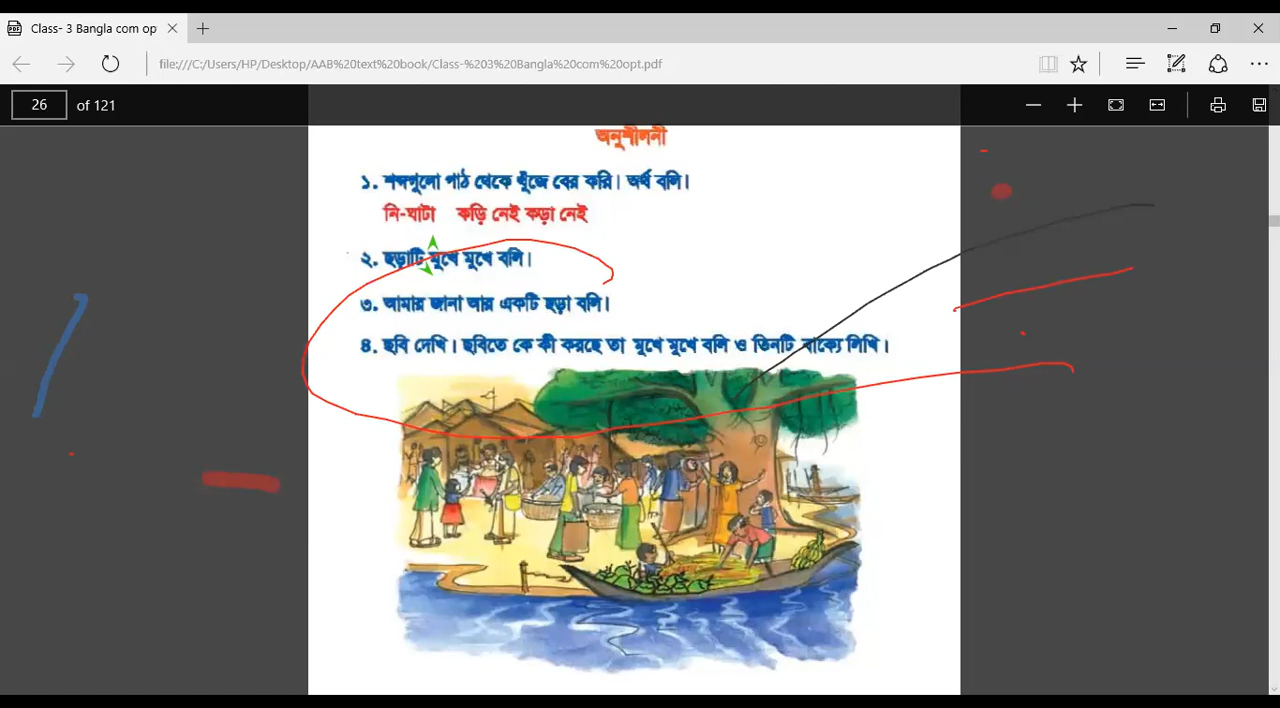 Class- 3 Bangla com op
file:///C:/Users/HP/Desktop/AAB%20text%20book/Class-%203%20Bangla%20com%20opt.pdf
26 of 121
অনুশীলনী
১. শব্দগুলো পাঠ থেকে খুঁজে বের করি। অর্থ বলি।
নি-ঘাটা কড়ি নেই কড়া নেই
২. ছড়াটি মুখে মুখে বলি।
৩. আমার জানা আর একটি ছড়া বলি।
৪. ছবি দেখি। ছবিতে কে কী করছে তা মুখে মুখে বলি ও তিনটি বাক্যে লিখি।